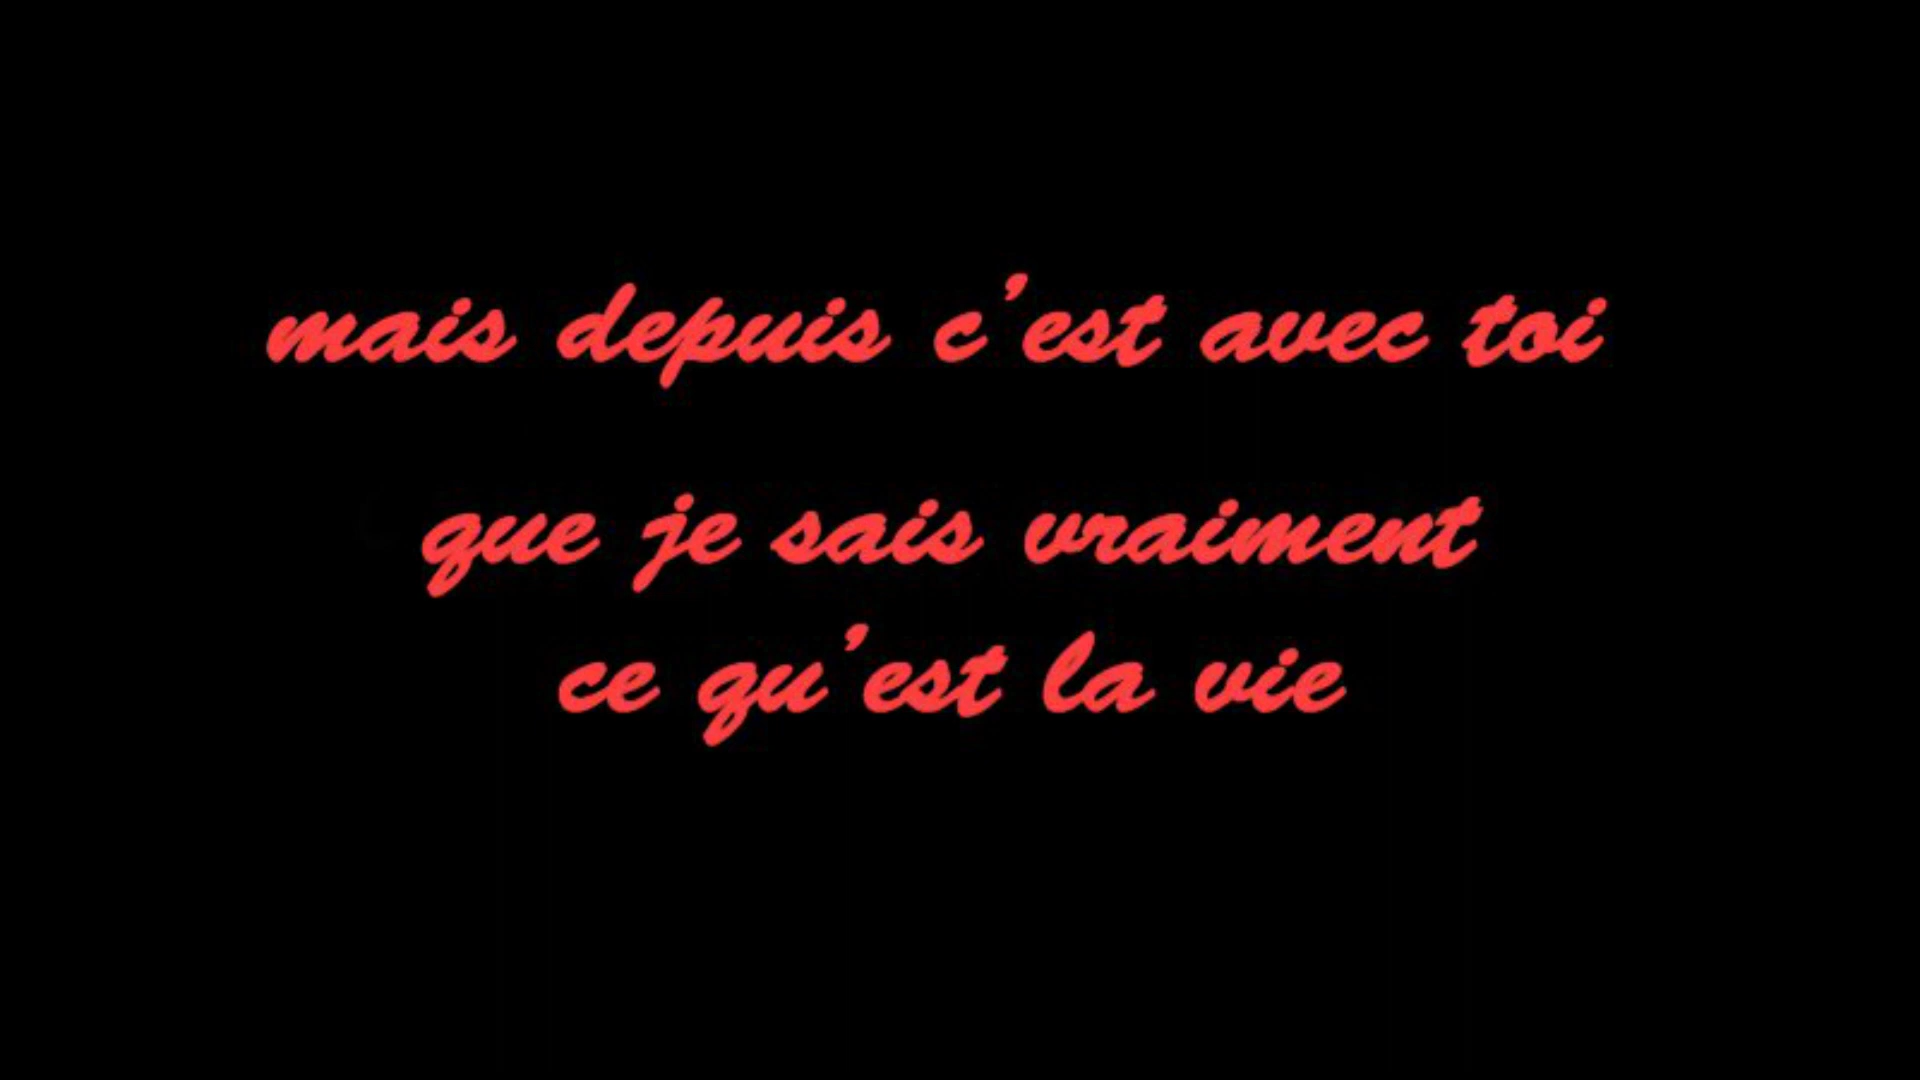 mais depuis c'est avec toi
que je sais vraiment
ce qu'est la vie